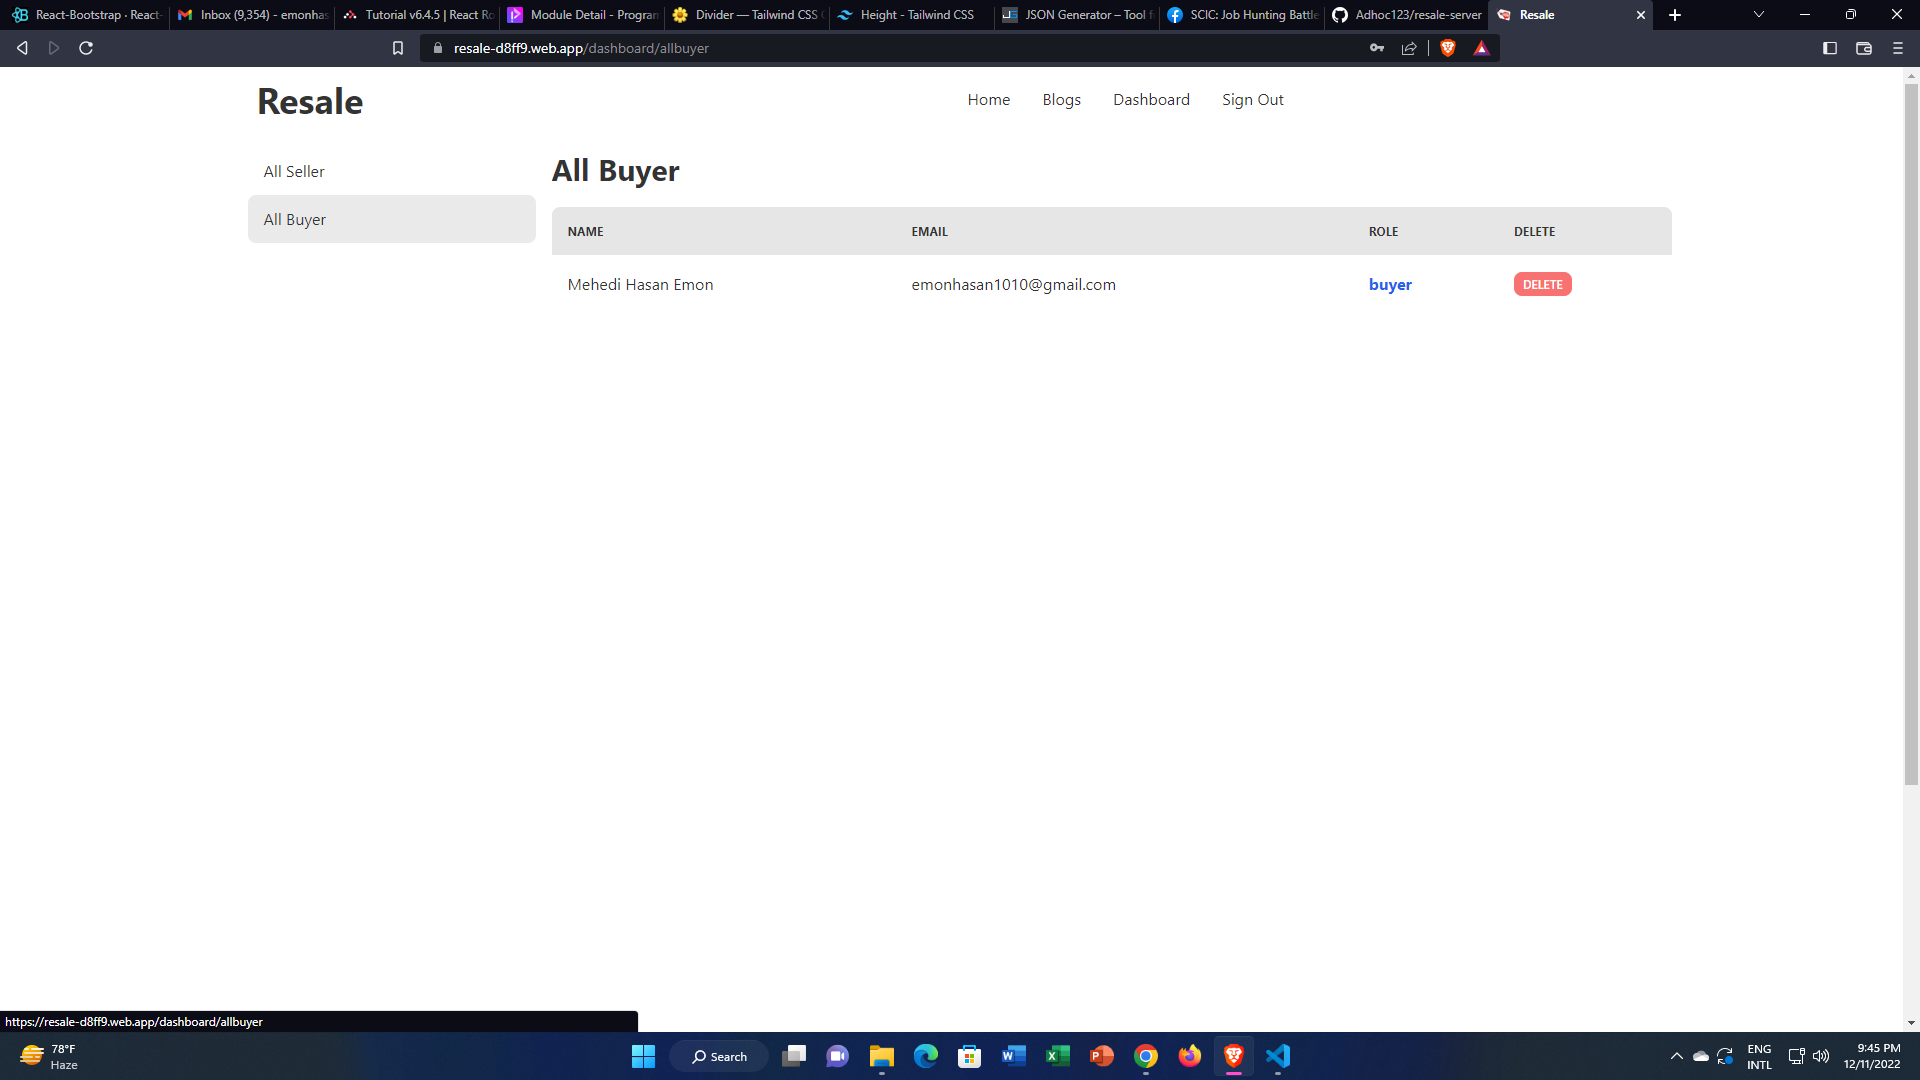 React-Bootstrap · React-
Inbox (9,354) - emonhas
Tutorial v6.4.5 | React Ro
Module Detail - Program
Divider — Tailwind CSS C
Height - Tailwind CSS
JSON Generator – Tool f
SCIC: Job Hunting Battle
Adhoc123/resale-server
Resale
resale-d8ff9.web.app/dashboard/allbuyer
Resale
Home Blogs Dashboard Sign Out
All Seller
All Buyer
All Buyer
NAME EMAIL ROLE DELETE
Mehedi Hasan Emon emonhasan1010@gmail.com buyer DELETE
https://resale-d8ff9.web.app/dashboard/allbuyer
78°F
Haze
Search
ENG
INTL
9:45 PM
12/11/2022